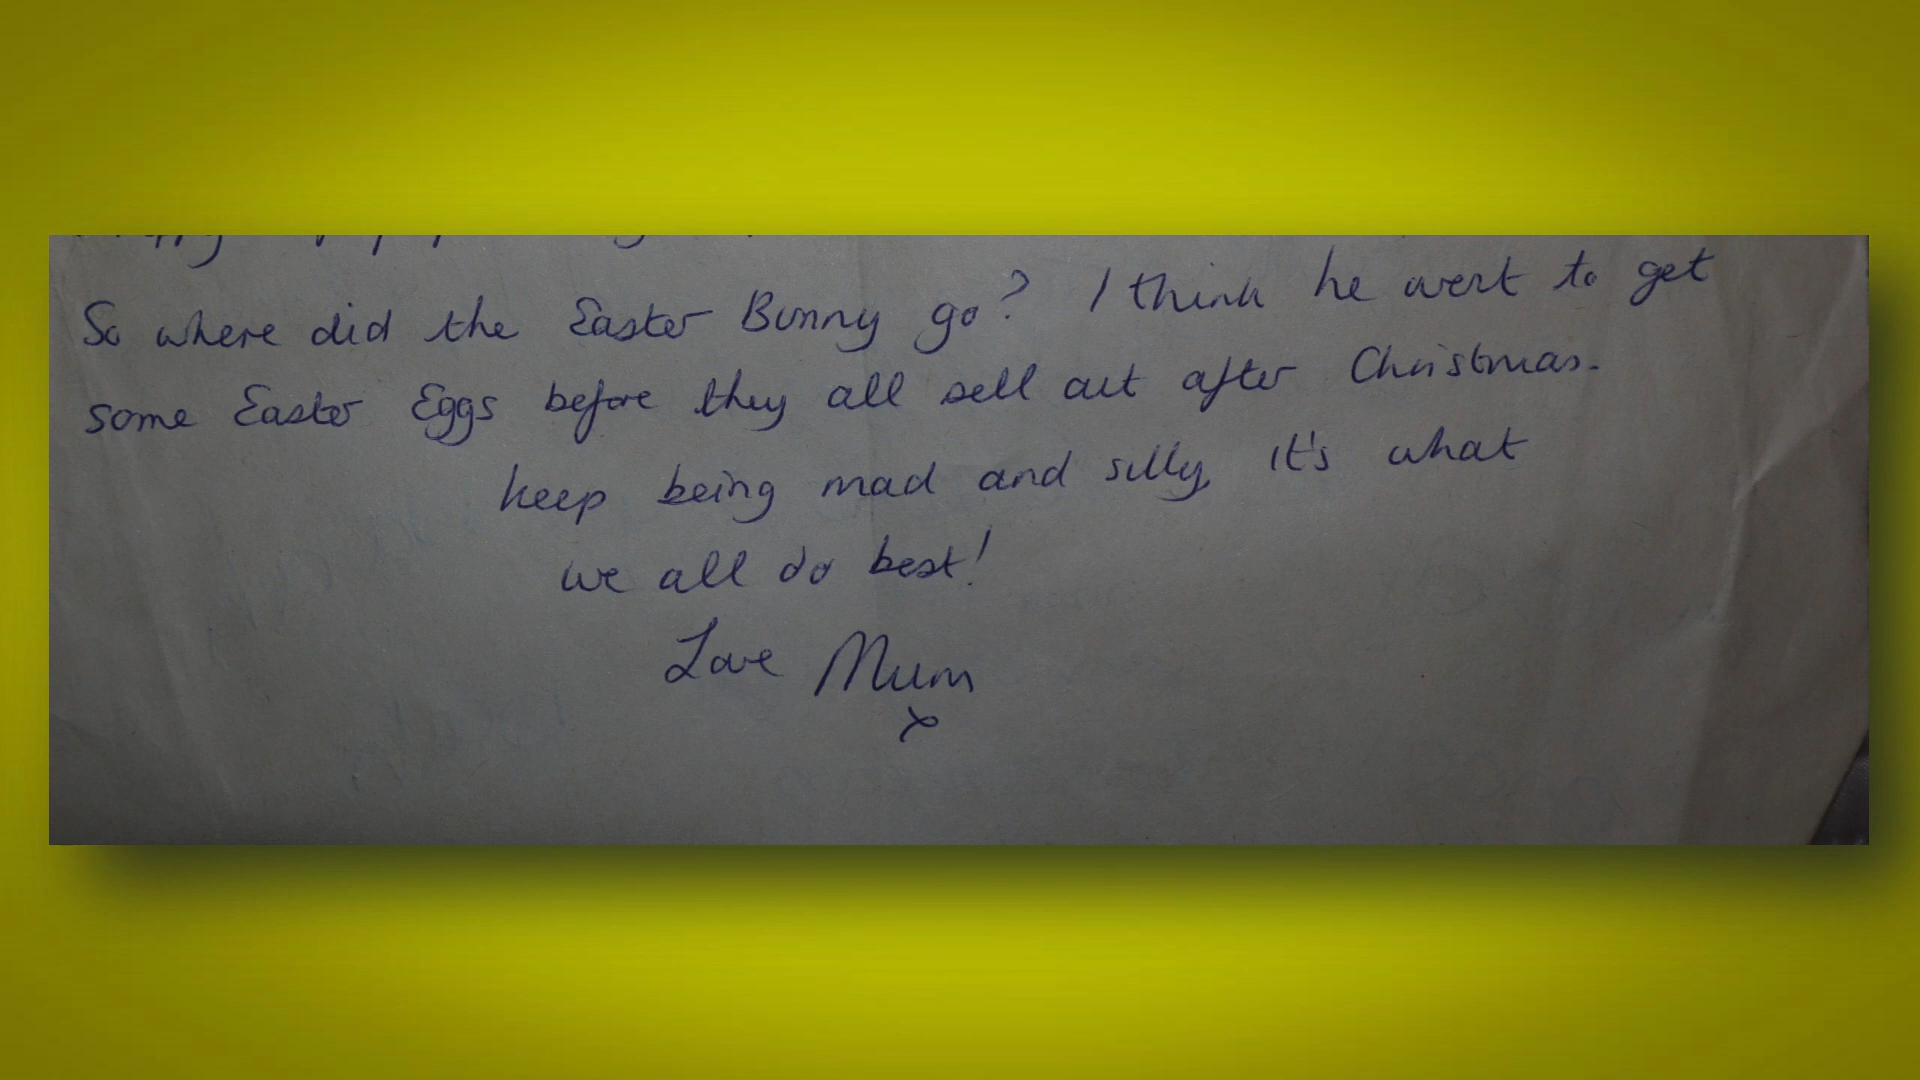 So where did the Easter Bunny go? I think he went to get
some Easter Eggs before they all sell out after Christmas.
keep being mad and silly, it's what
we all do best!
Love Mum
x